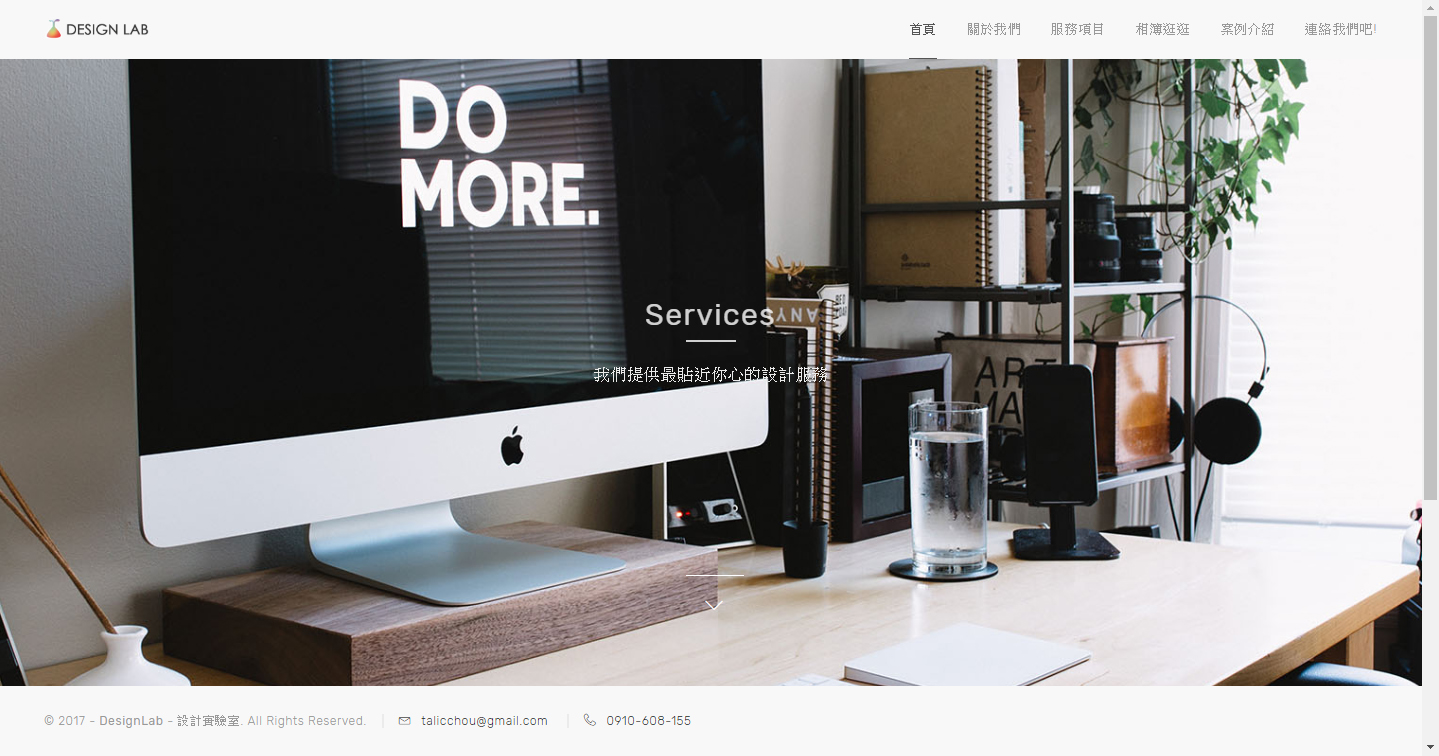 DESIGN LAB
首頁 關於我們 服務項目 相簿逛逛 案例介紹 連絡我們吧!
DO
MORE.
ANY
Services
我們提供最貼近你心的設計服務
ART
MA
© 2017 - DesignLab - 設計實驗室. All Rights Reserved. | talicchou@gmail.com | 0910-608-155